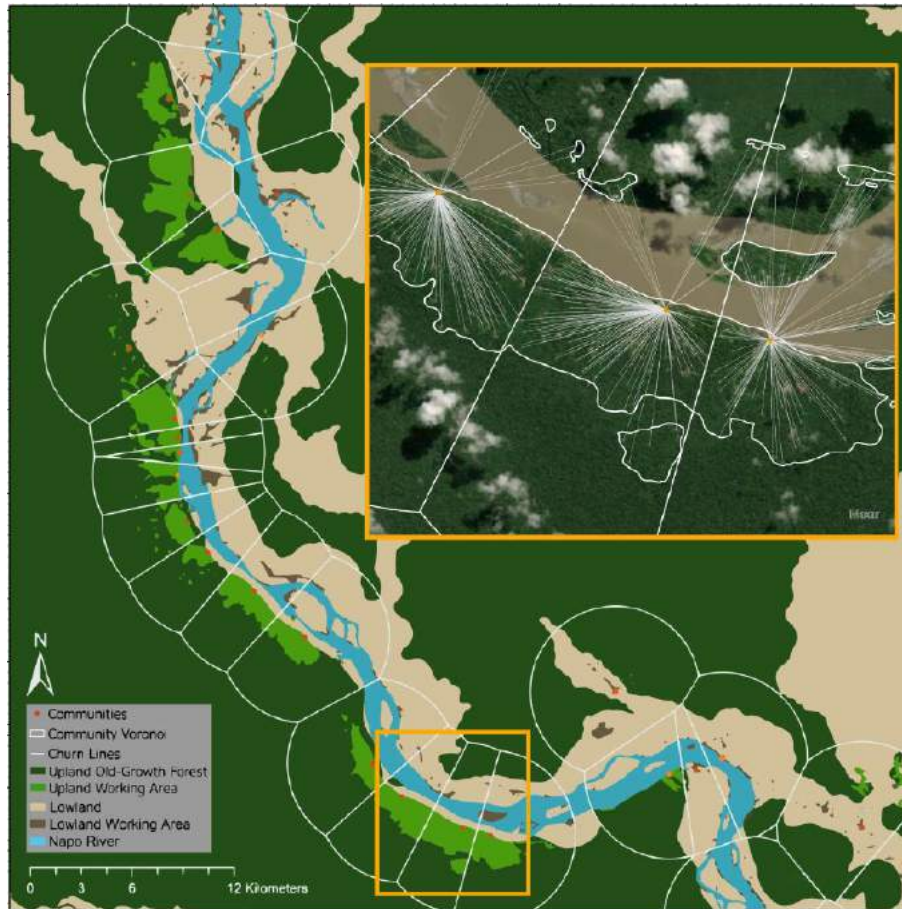 N
Communities
Community Voronoi
Churn Lines
Upland Old-Growth Forest
Upland Working Area
Lowland
Lowland Working Area
Napo River
0 3 6 12 Kilometers